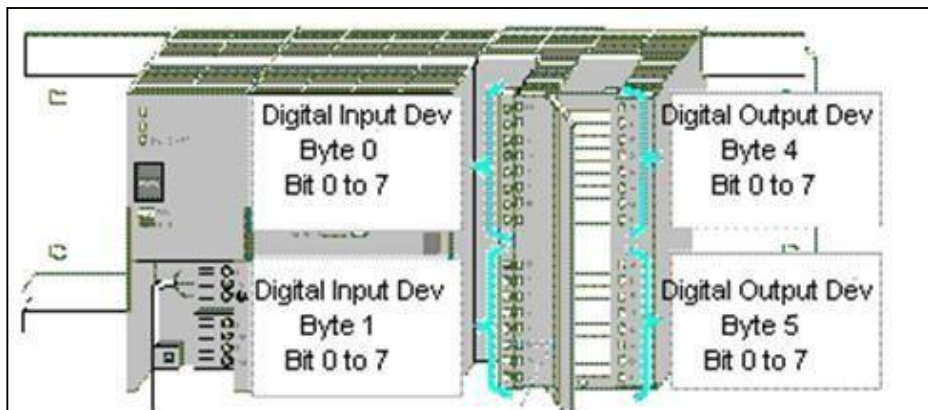 Digital Input Dev
Byte 0
Bit 0 to 7
Digital Output Dev
Byte 4
Bit 0 to 7
Digital Input Dev
Byte 1
Bit 0 to 7
Digital Output Dev
Byte 5
Bit 0 to 7